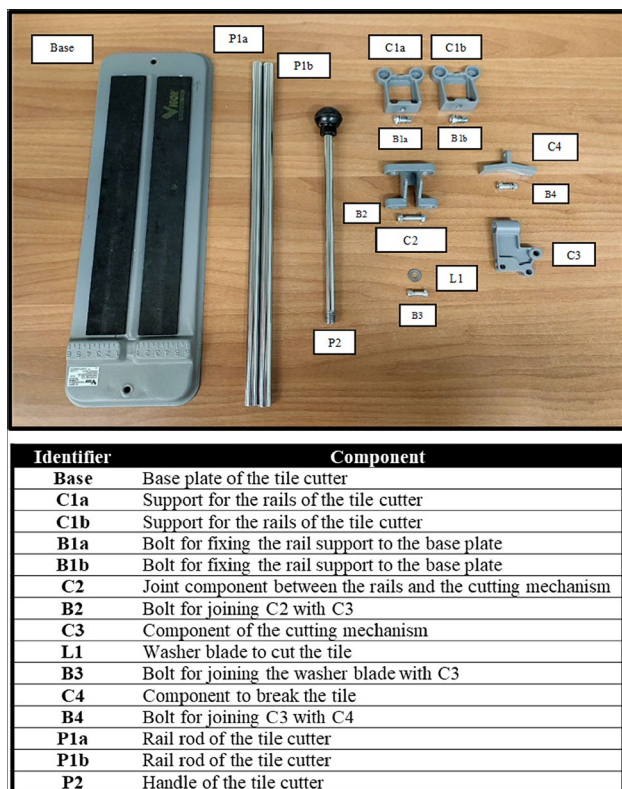 Base
P1a
P1b
C1a
C1b
VIGOR
B1a
B1b
C4
B4
B2
C2
C3
L1
B3
P2
Identifier Component
Base Base plate of the tile cutter
C1a Support for the rails of the tile cutter
C1b Support for the rails of the tile cutter
B1a Bolt for fixing the rail support to the base plate
B1b Bolt for fixing the rail support to the base plate
C2 Joint component between the rails and the cutting mechanism
B2 Bolt for joining C2 with C3
C3 Component of the cutting mechanism
L1 Washer blade to cut the tile
B3 Bolt for joining the washer blade with C3
C4 Component to break the tile
B4 Bolt for joining C3 with C4
P1a Rail rod of the tile cutter
P1b Rail rod of the tile cutter
P2 Handle of the tile cutter